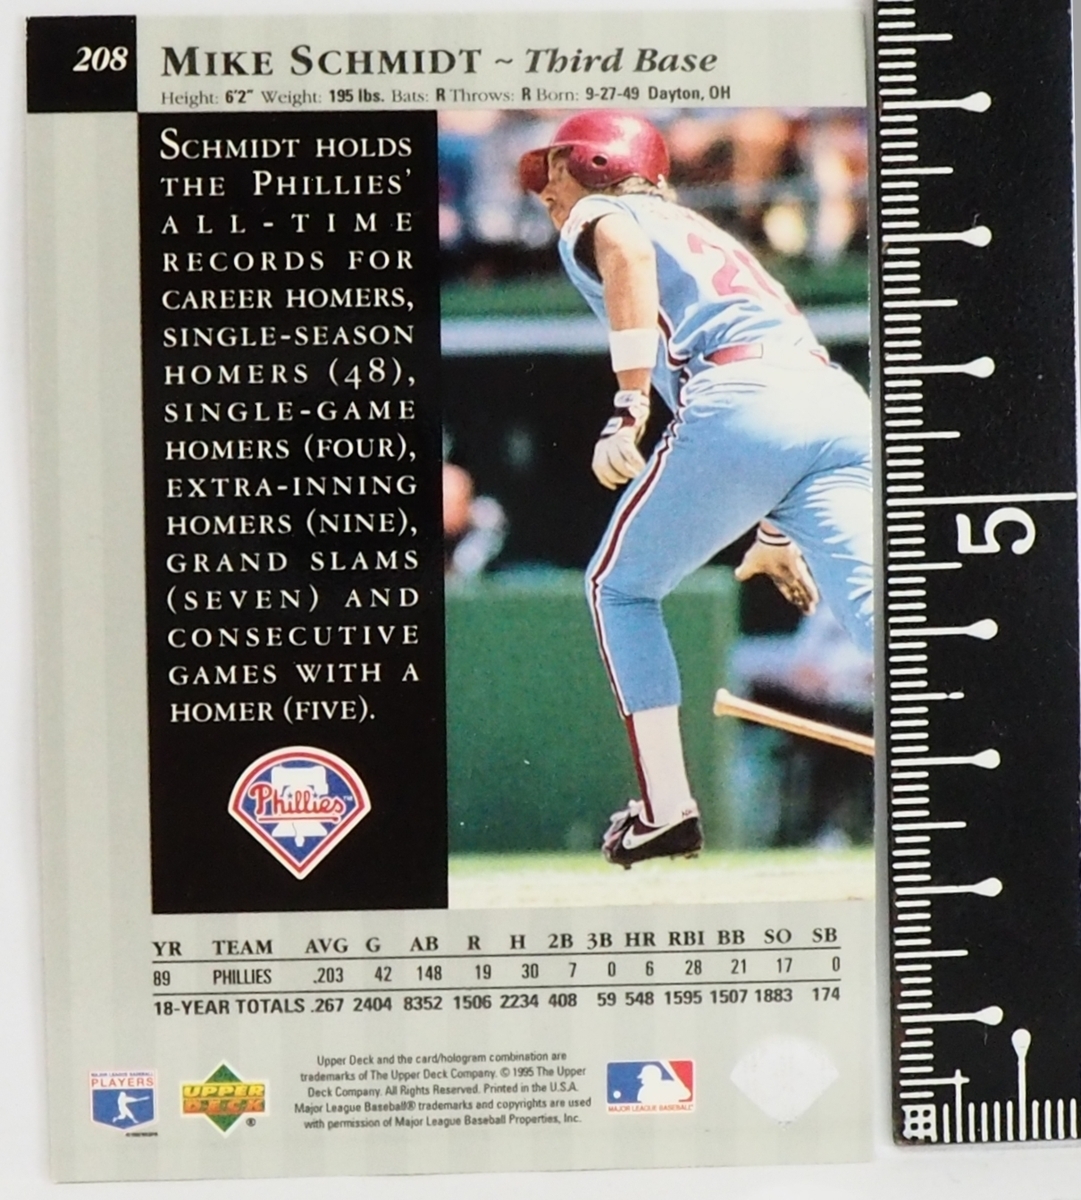 208
MIKE SCHMIDT ~ Third Base
Height: 6'2" Weight: 195 lbs. Bats: R Throws: R Born: 9-27-49 Dayton, OH
SCHMIDT HOLDS
THE PHILLIES'
ALL-TIME
RECORDS FOR
CAREER HOMERS,
SINGLE-SEASON
HOMERS (48),
SINGLE-GAME
HOMERS (FOUR),
EXTRA-INNING
HOMERS (NINE),
GRAND SLAMS
(SEVEN) AND
CONSECUTIVE
GAMES WITH A
HOMER (FIVE).
Phillies™
20
5
YR TEAM AVG G AB R H 2B 3B HR RBI BB SO SB
89 PHILLIES .203 42 148 19 30 7 0 6 28 21 17 0
18-YEAR TOTALS .267 2404 8352 1506 2234 408 59 548 1595 1507 1883 174
MAJOR LEAGUE BASEBALL
PLAYERS
UPPER
DECK
®
Upper Deck and the card/hologram combination are
trademarks of The Upper Deck Company. © 1995 The Upper
Deck Company. All Rights Reserved. Printed in the U.S.A.
Major League Baseball® trademarks and copyrights are used
with permission of Major League Baseball Properties, Inc.
MAJOR LEAGUE BASEBALL